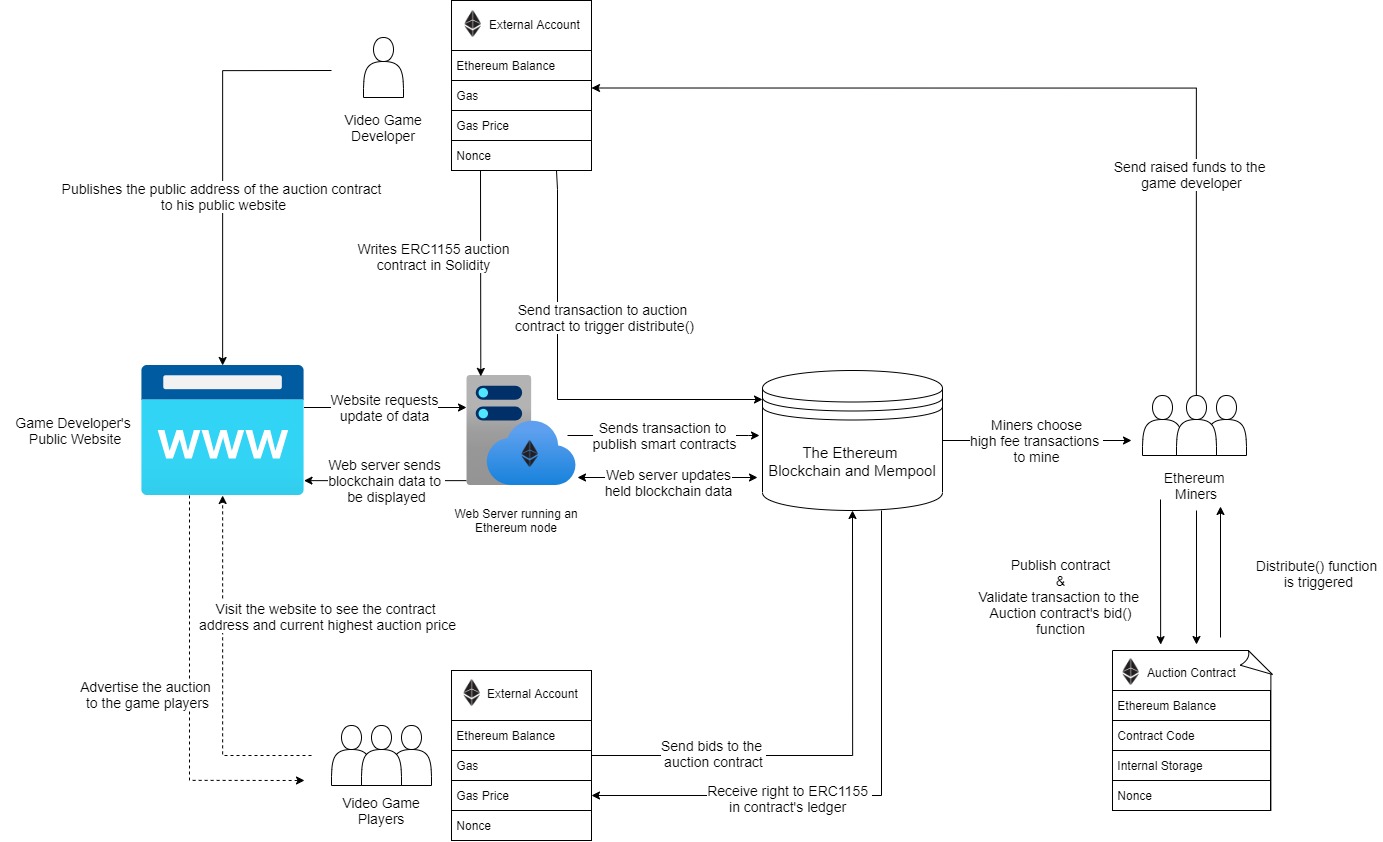 External Account
Ethereum Balance
Gas
Gas Price
Nonce
Video Game
Developer
Publishes the public address of the auction contract
to his public website
Send raised funds to the
game developer
Writes ERC1155 auction
contract in Solidity
Send transaction to auction
contract to trigger distribute()
Game Developer's
Public Website
WWW
Website requests
update of data
Web server sends
blockchain data to
be displayed
Web Server running an
Ethereum node
Sends transaction to
publish smart contracts
Web server updates
held blockchain data
The Ethereum
Blockchain and Mempool
Miners choose
high fee transactions
to mine
Ethereum
Miners
Publish contract
&
Validate transaction to the
Auction contract's bid()
function
Distribute() function
is triggered
Visit the website to see the contract
address and current highest auction price
Advertise the auction
to the game players
Video Game
Players
External Account
Ethereum Balance
Gas
Gas Price
Nonce
Send bids to the
auction contract
Receive right to ERC1155
in contract's ledger
Auction Contract
Ethereum Balance
Contract Code
Internal Storage
Nonce